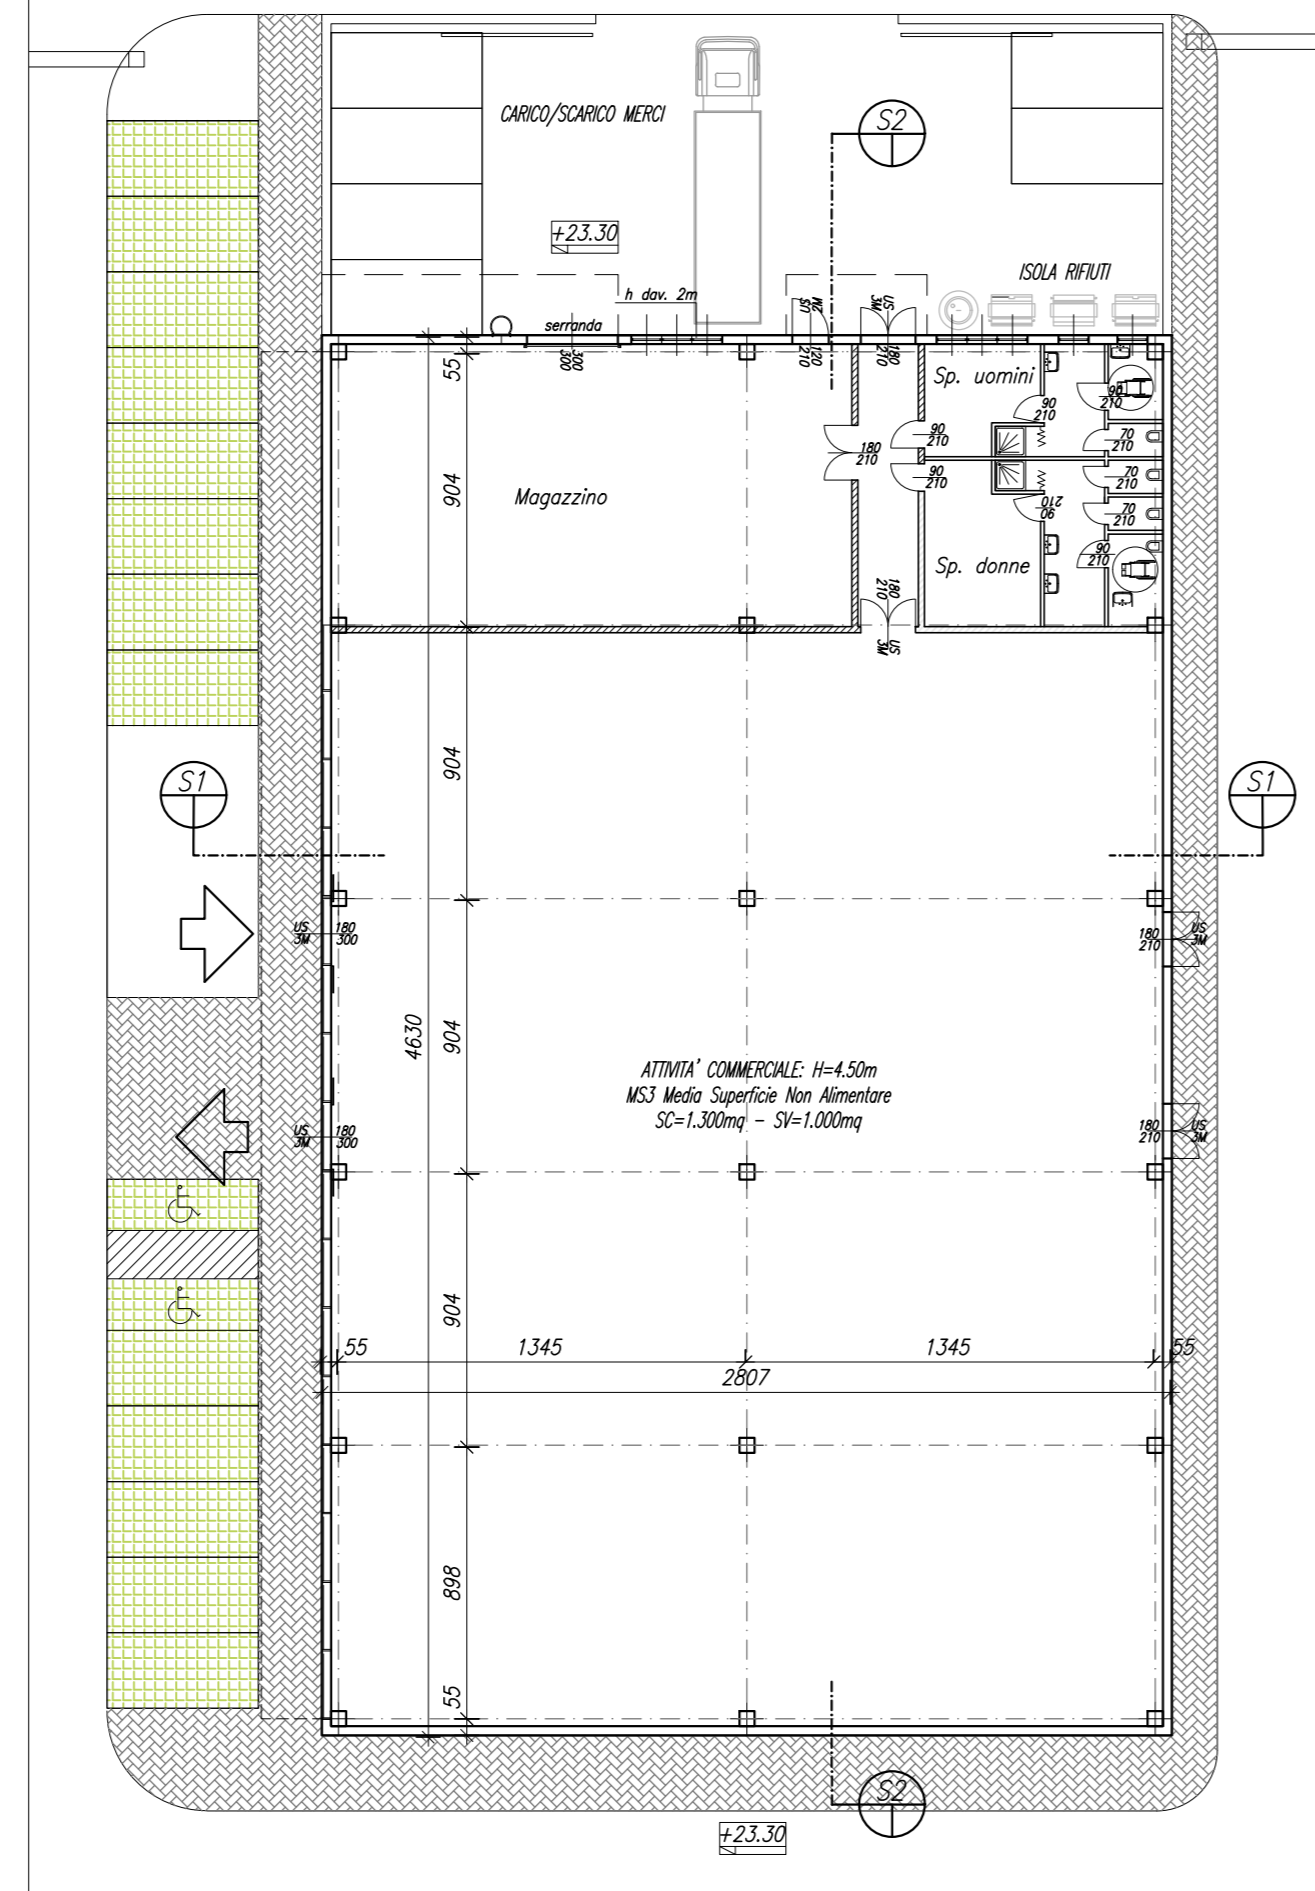 CARICO/SCARICO MERCI
S2
+23.30
ISOLA RIFIUTI
h dav. 2m
serranda
300
300
US
M2
120
210
US
3M
180
210
55
Sp. uomini
90
210
90
210
90
210
70
210
180
210
904
Magazzino
90
210
70
210
90
210
70
210
90
210
Sp. donne
180
210
US
3M
904
S1
S1
US
3M
180
300
180
210
US
3M
4630
904
ATTIVITA' COMMERCIALE: H=4.50m
MS3 Media Superficie Non Alimentare
SC=1.300mq – SV=1.000mq
US
3M
180
300
180
210
US
3M
904
55
1345
1345
55
2807
898
55
S2
+23.30